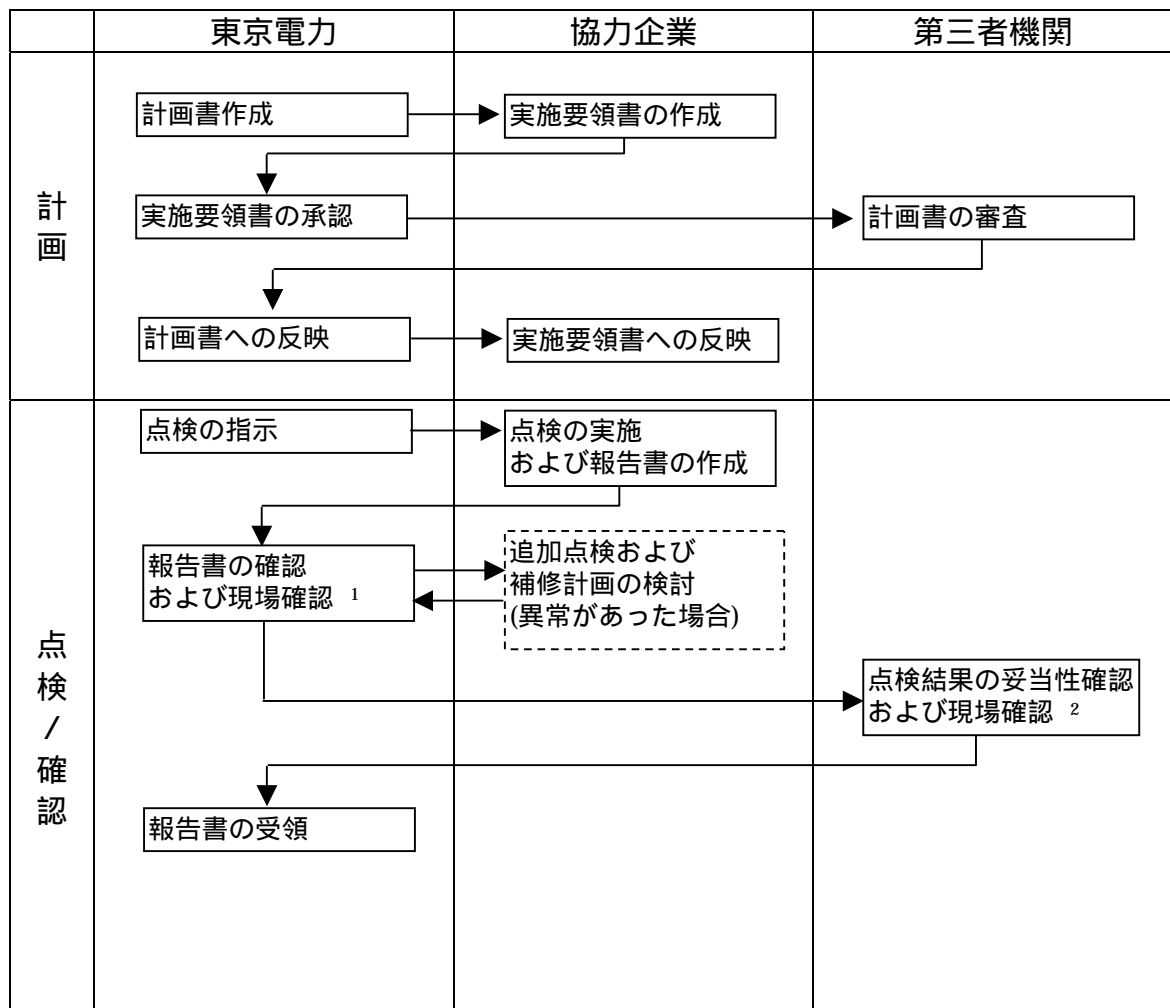 東京電力
協力企業
第三者機関
計画
計画書作成
実施要領書の作成
実施要領書の承認
計画書の審査
計画書への反映
実施要領書への反映
点検/確認
点検の指示
点検の実施
および報告書の作成
報告書の確認
および現場確認 1
追加点検および
補修計画の検討
(異常があった場合)
点検結果の妥当性確認
および現場確認 2
報告書の受領